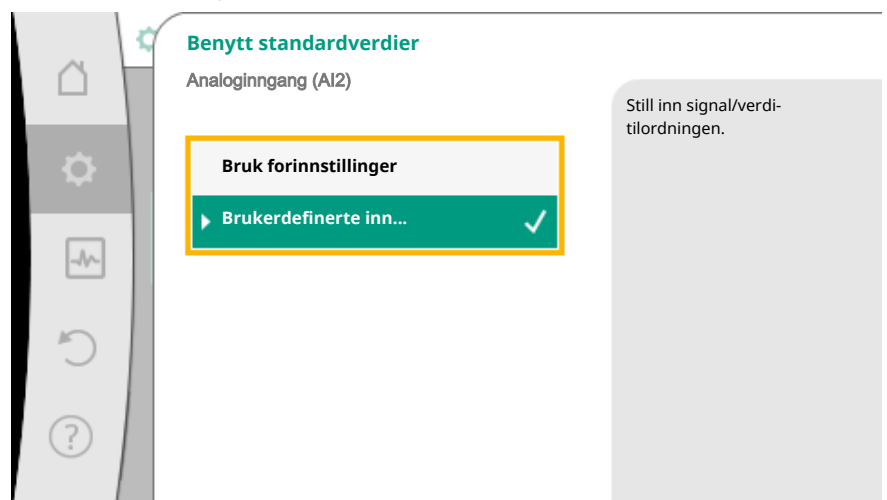 Benytt standardverdier
Analoginngang (AI2)
Still inn signal/verdi-
tilordningen.
Bruk forinnstillinger
Brukerdefinerte inn...
?